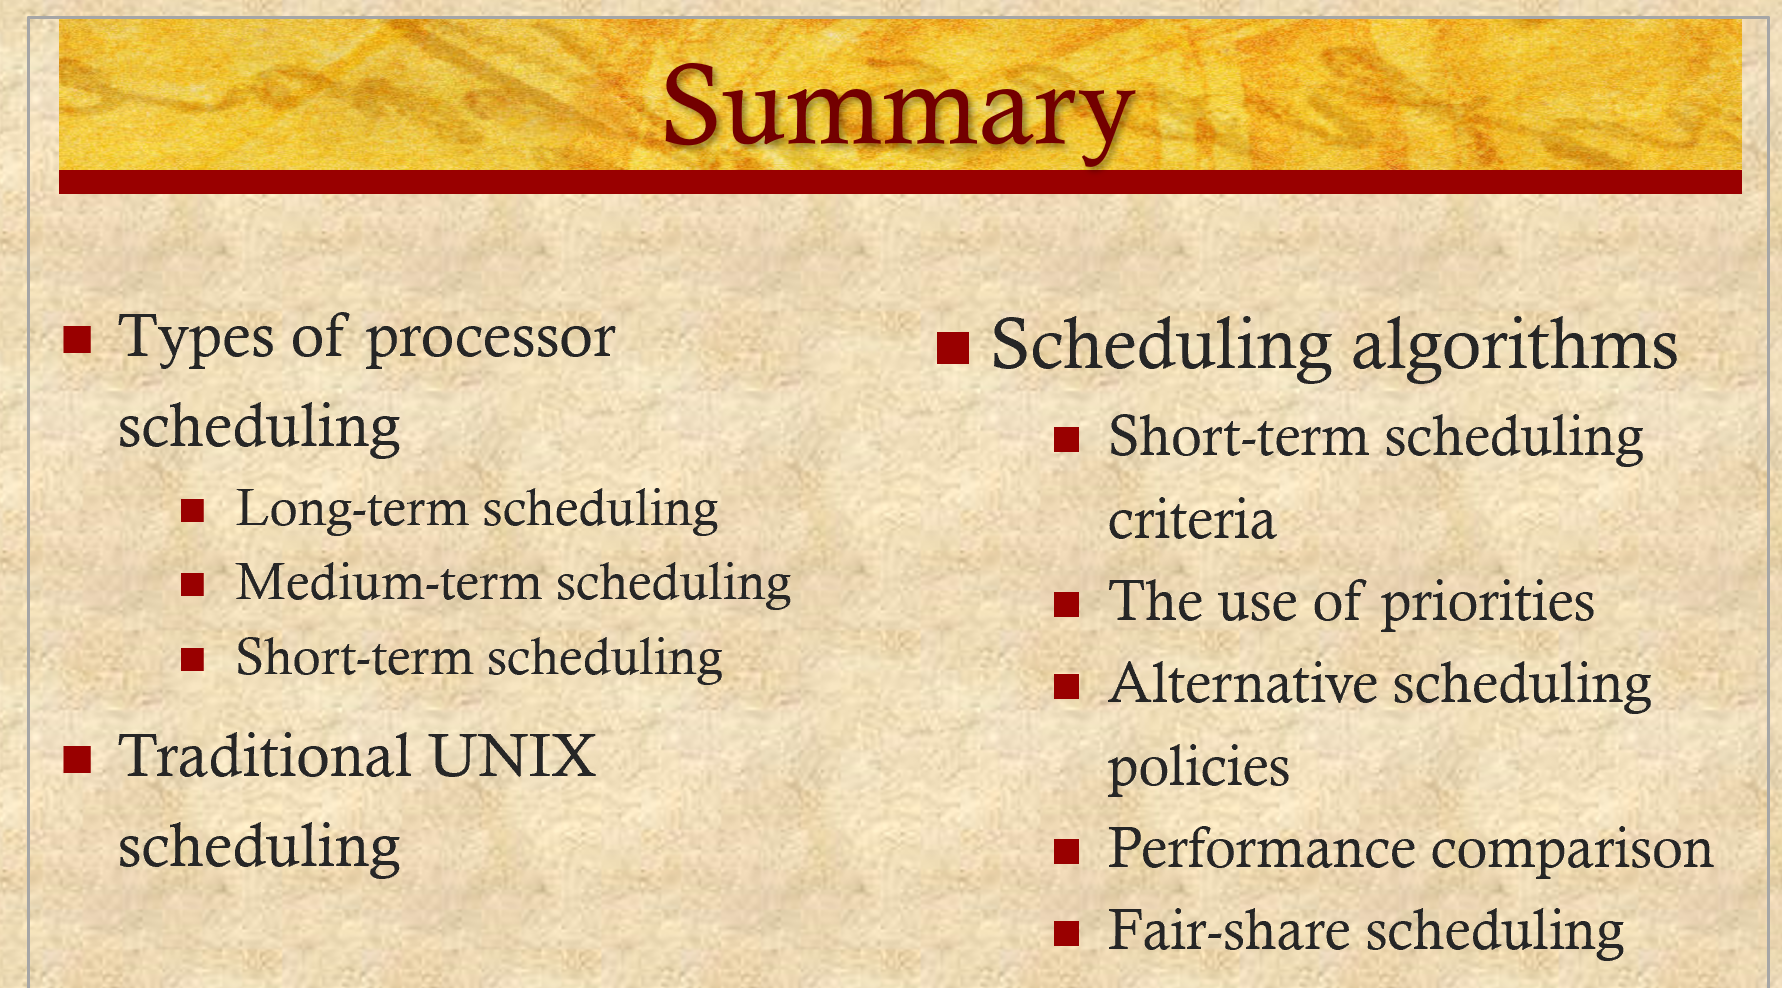 Summary
Types of processor
scheduling
Long-term scheduling
Medium-term scheduling
Short-term scheduling
Traditional UNIX
scheduling
Scheduling algorithms
Short-term scheduling
criteria
The use of priorities
Alternative scheduling
policies
Performance comparison
Fair-share scheduling